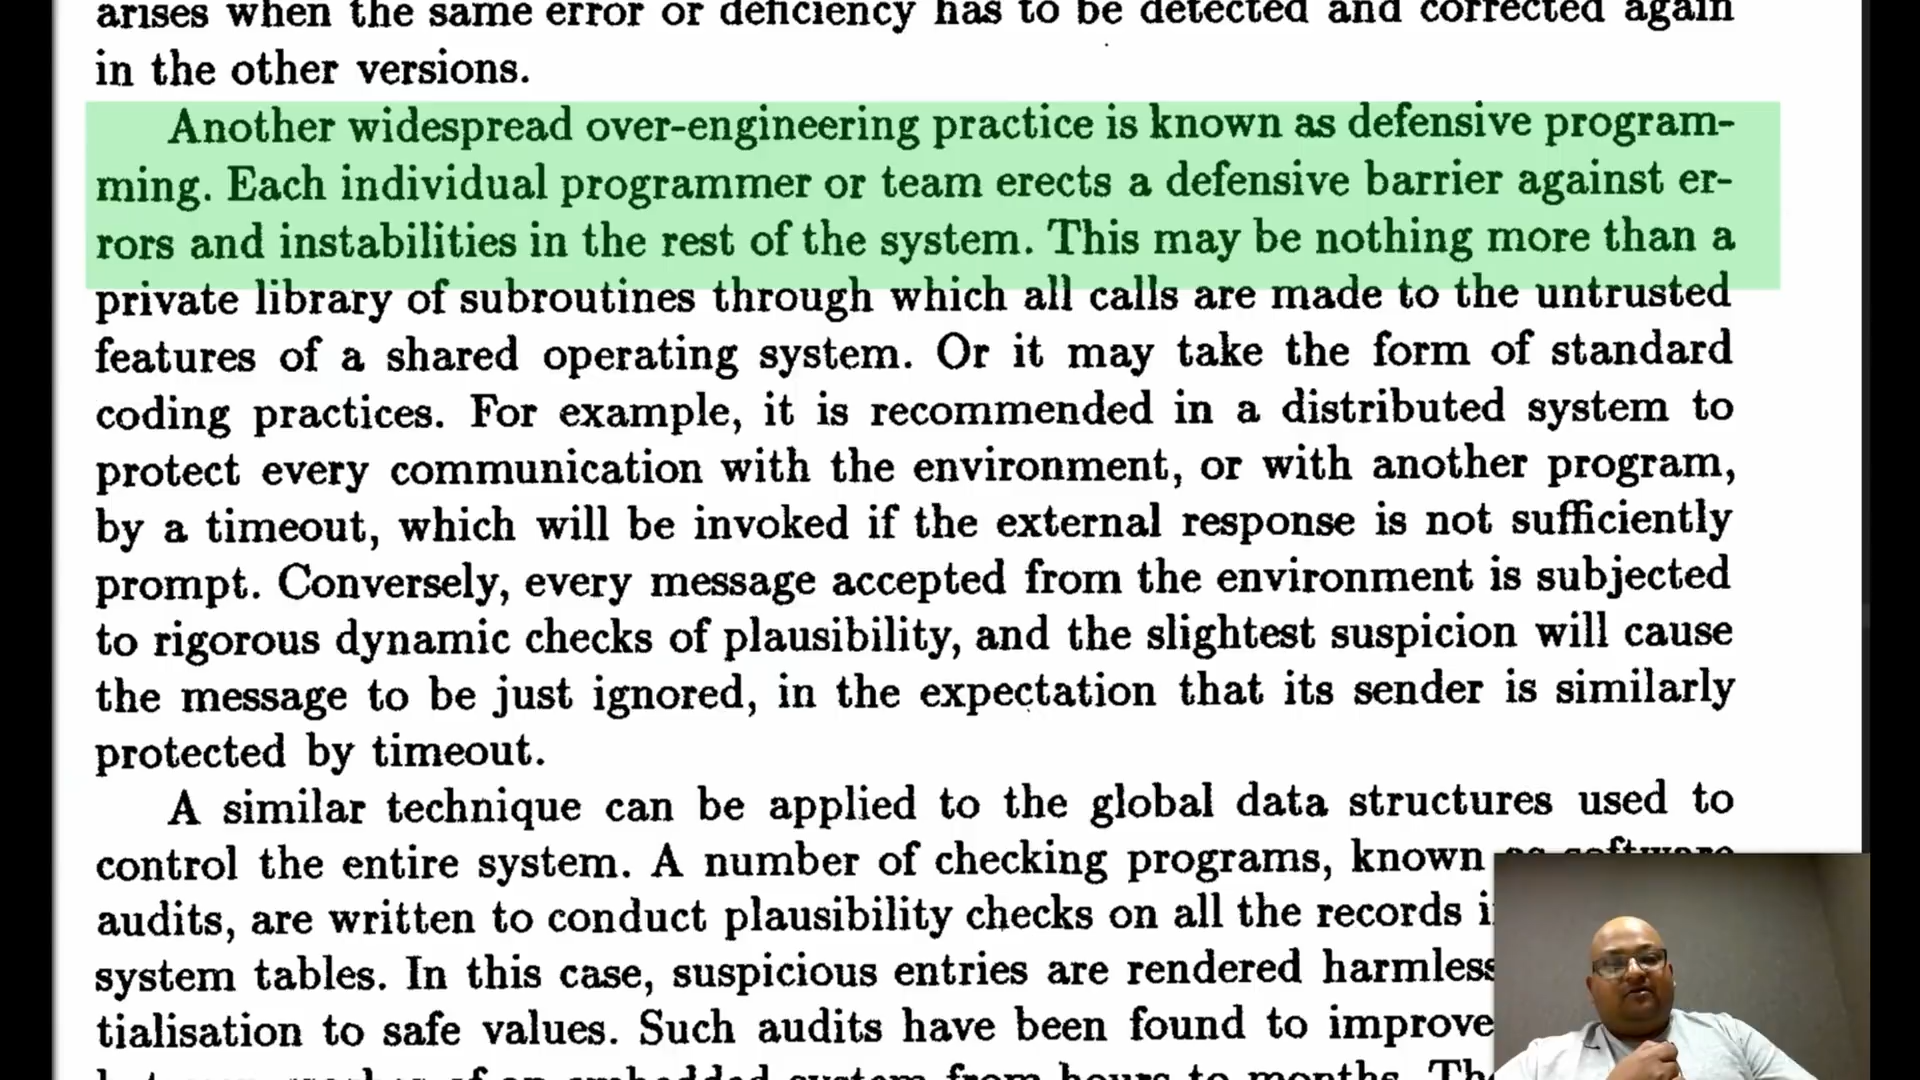 arises when the same error or deficiency has to be detected and corrected again
in the other versions.
Another widespread over-engineering practice is known as defensive program-
ming. Each individual programmer or team erects a defensive barrier against er-
rors and instabilities in the rest of the system. This may be nothing more than a
private library of subroutines through which all calls are made to the untrusted
features of a shared operating system. Or it may take the form of standard
coding practices. For example, it is recommended in a distributed system to
protect every communication with the environment, or with another program,
by a timeout, which will be invoked if the external response is not sufficiently
prompt. Conversely, every message accepted from the environment is subjected
to rigorous dynamic checks of plausibility, and the slightest suspicion will cause
the message to be just ignored, in the expectation that its sender is similarly
protected by timeout.
A similar technique can be applied to the global data structures used to
control the entire system. A number of checking programs, known as software
audits, are written to conduct plausibility checks on all the records
system tables. In this case, suspicious entries are rendered harmless
tialisation to safe values. Such audits have been found to improve
of an embedded system from hours to months.